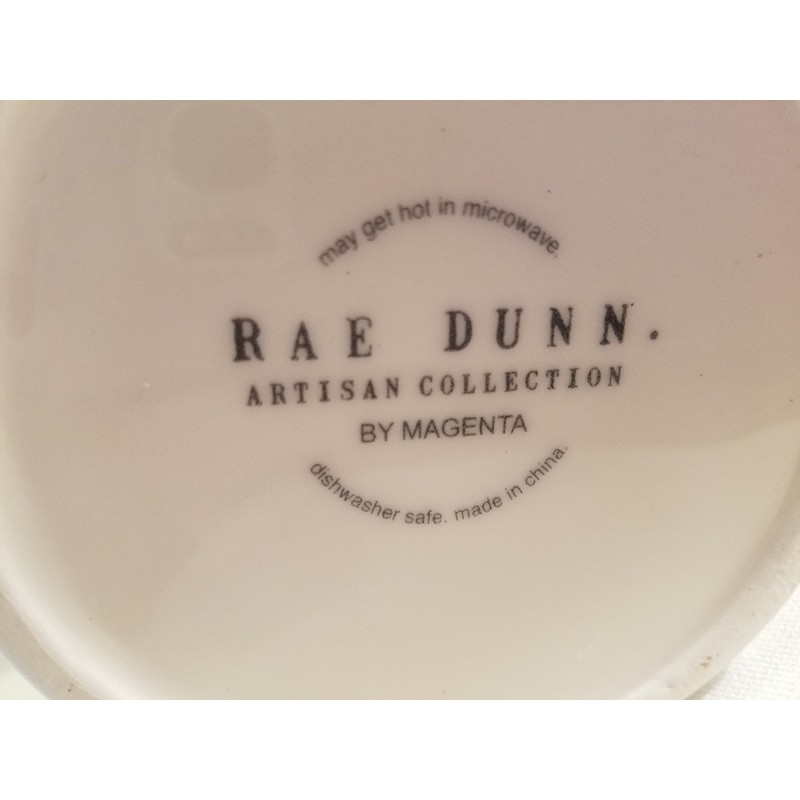 may get hot in microwave.
RAE DUNN.
ARTISAN COLLECTION
BY MAGENTA
dishwasher safe. made in china.